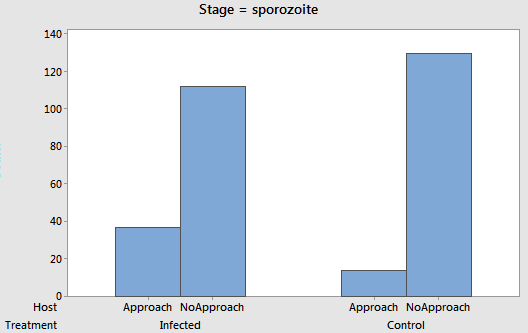 Stage = sporozoite
140
120
100
80
60
40
20
0
Host Approach NoApproach Approach NoApproach
Treatment Infected Control